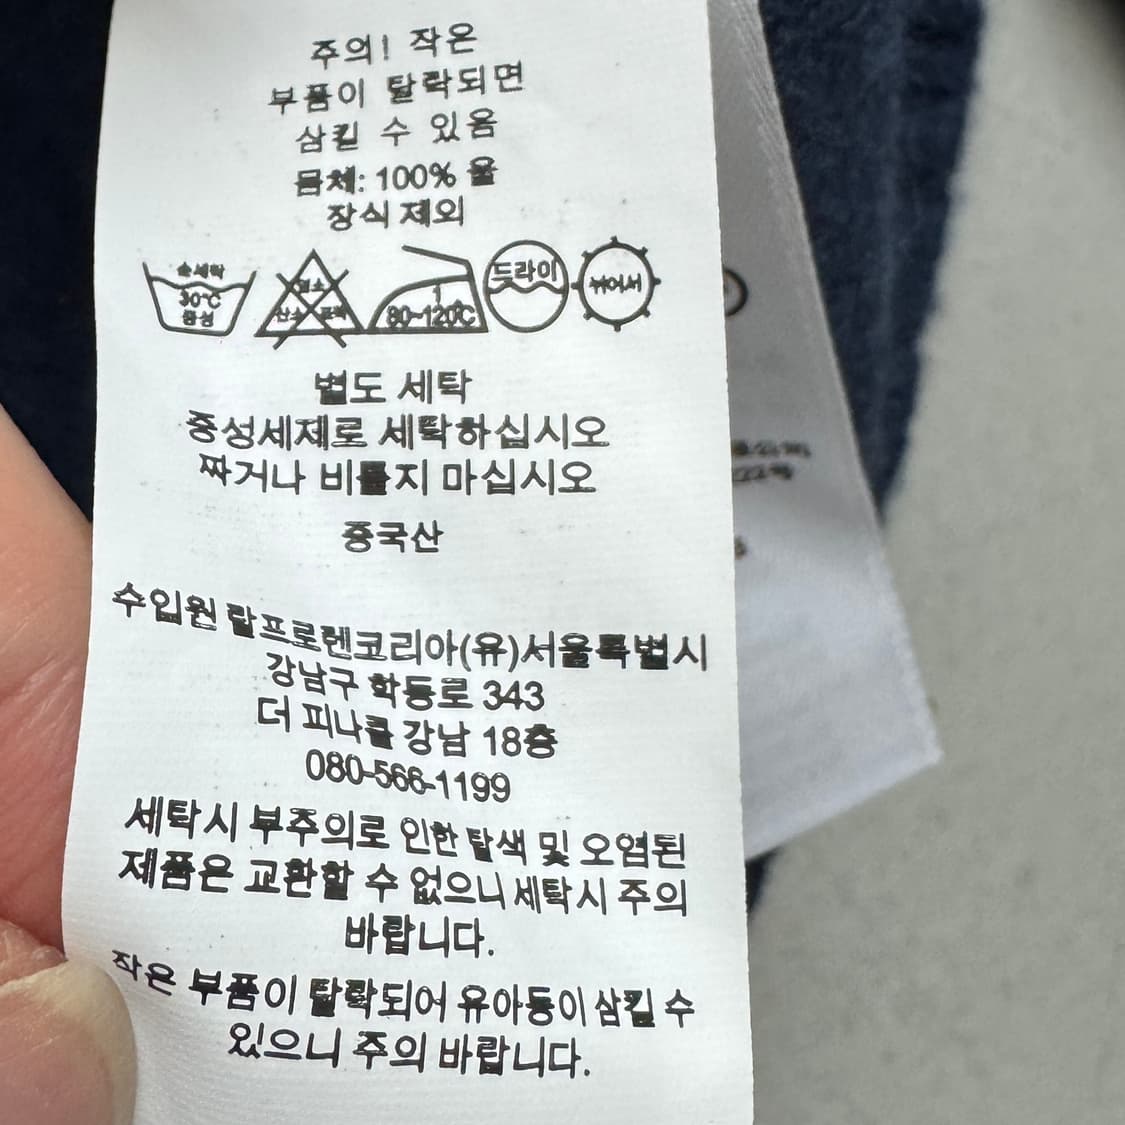 주의! 작은
부품이 탈락되면
삼킬 수 있음
몸체: 100% 울
장식 제외
손세탁
30℃
중성
염소
산소 표백
80~120℃
드라이
뉘어서
별도 세탁
중성세제로 세탁하십시오
짜거나 비틀지 마십시오
중국산
수입원 랄프로렌코리아(유)서울특별시
강남구 학동로 343
더 피나클 강남 18층
080-566-1199
세탁시 부주의로 인한 탈색 및 오염된
제품은 교환할 수 없으니 세탁시 주의
바랍니다.
작은 부품이 탈락되어 유아동이 삼킬 수
있으니 주의 바랍니다.